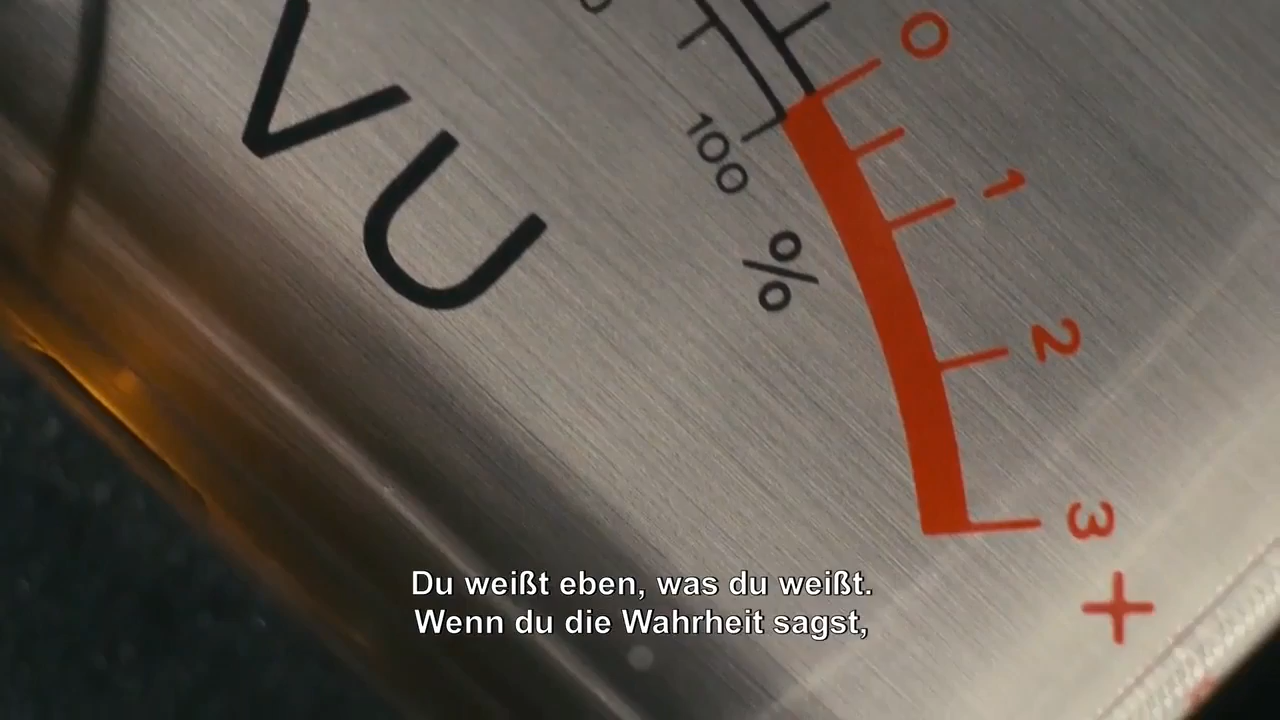 VU
0
1
2
3
+
100
%
Du weißt eben, was du weißt.
Wenn du die Wahrheit sagst,